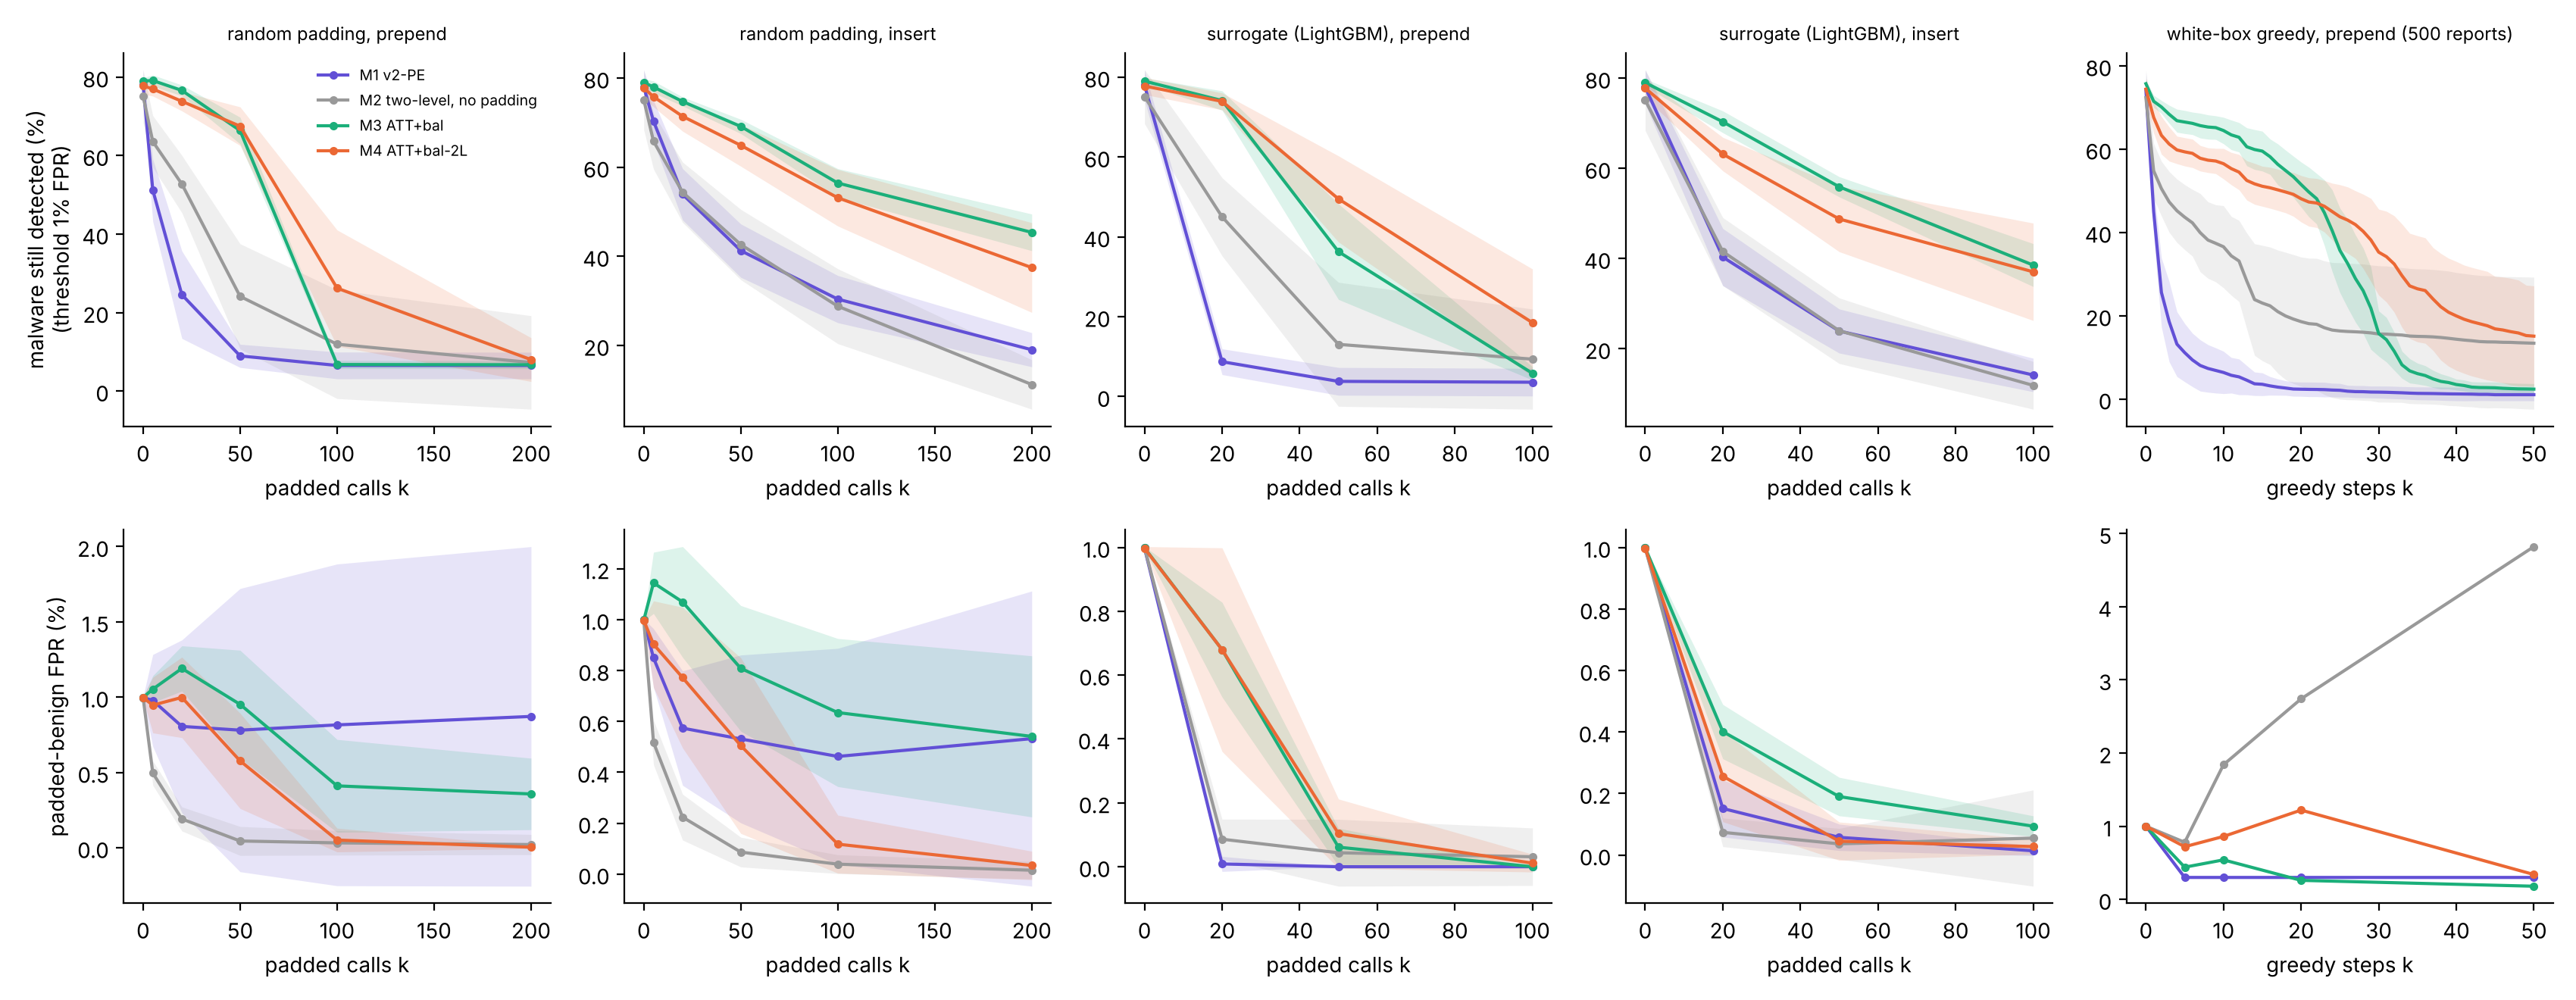 random padding, prepend
random padding, insert
surrogate (LightGBM), prepend
surrogate (LightGBM), insert
white-box greedy, prepend (500 reports)
malware still detected (%)
(threshold 1% FPR)
M1 v2-PE
M2 two-level, no padding
M3 ATT+bal
M4 ATT+bal-2L
80
60
40
20
0
0 50 100 150 200
padded calls k
80
60
40
20
0 50 100 150 200
padded calls k
80
60
40
20
0
0 20 40 60 80 100
padded calls k
80
60
40
20
0 20 40 60 80 100
padded calls k
80
60
40
20
0
0 10 20 30 40 50
greedy steps k
padded-benign FPR (%)
2.0
1.5
1.0
0.5
0.0
0 50 100 150 200
padded calls k
1.2
1.0
0.8
0.6
0.4
0.2
0.0
0 50 100 150 200
padded calls k
1.0
0.8
0.6
0.4
0.2
0.0
0 20 40 60 80 100
padded calls k
1.0
0.8
0.6
0.4
0.2
0.0
0 20 40 60 80 100
padded calls k
5
4
3
2
1
0
0 10 20 30 40 50
greedy steps k